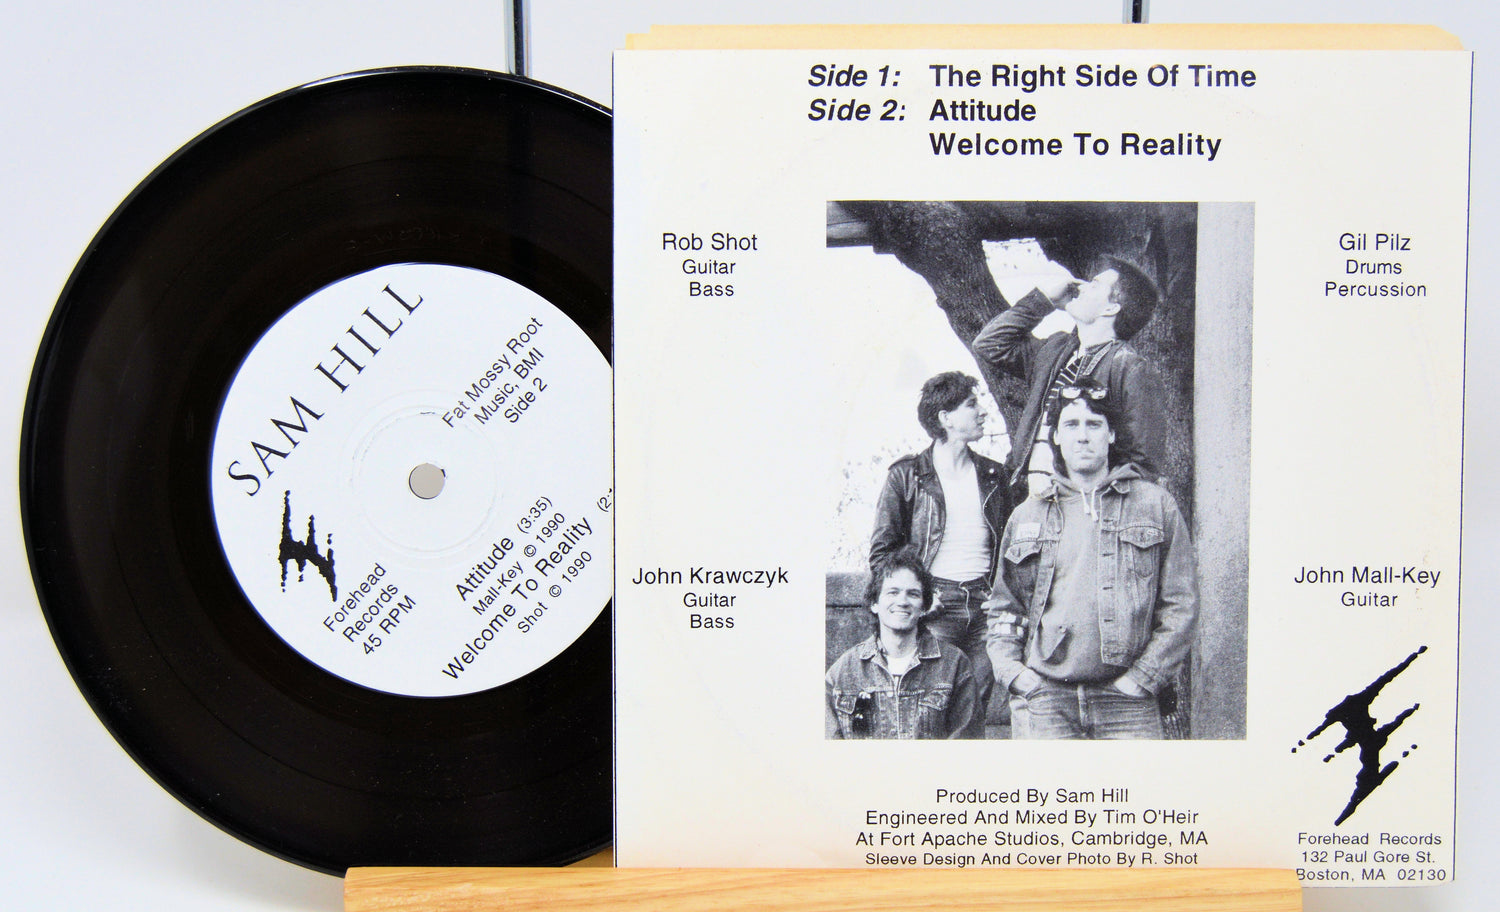 SAM HILL
Fat Mossy Root
Music, BMI
Side 2
Forehead
Records
45 RPM
Attitude (3:35)
Mall-Key © 1990
Welcome To Reality (2:
Shot © 1990
Side 1: The Right Side Of Time
Side 2: Attitude
Welcome To Reality
Rob Shot
Guitar
Bass
Gil Pilz
Drums
Percussion
John Krawczyk
Guitar
Bass
John Mall-Key
Guitar
Produced By Sam Hill
Engineered And Mixed By Tim O'Heir
At Fort Apache Studios, Cambridge, MA
Sleeve Design And Cover Photo By R. Shot
Forehead Records
132 Paul Gore St.
Boston, MA 02130